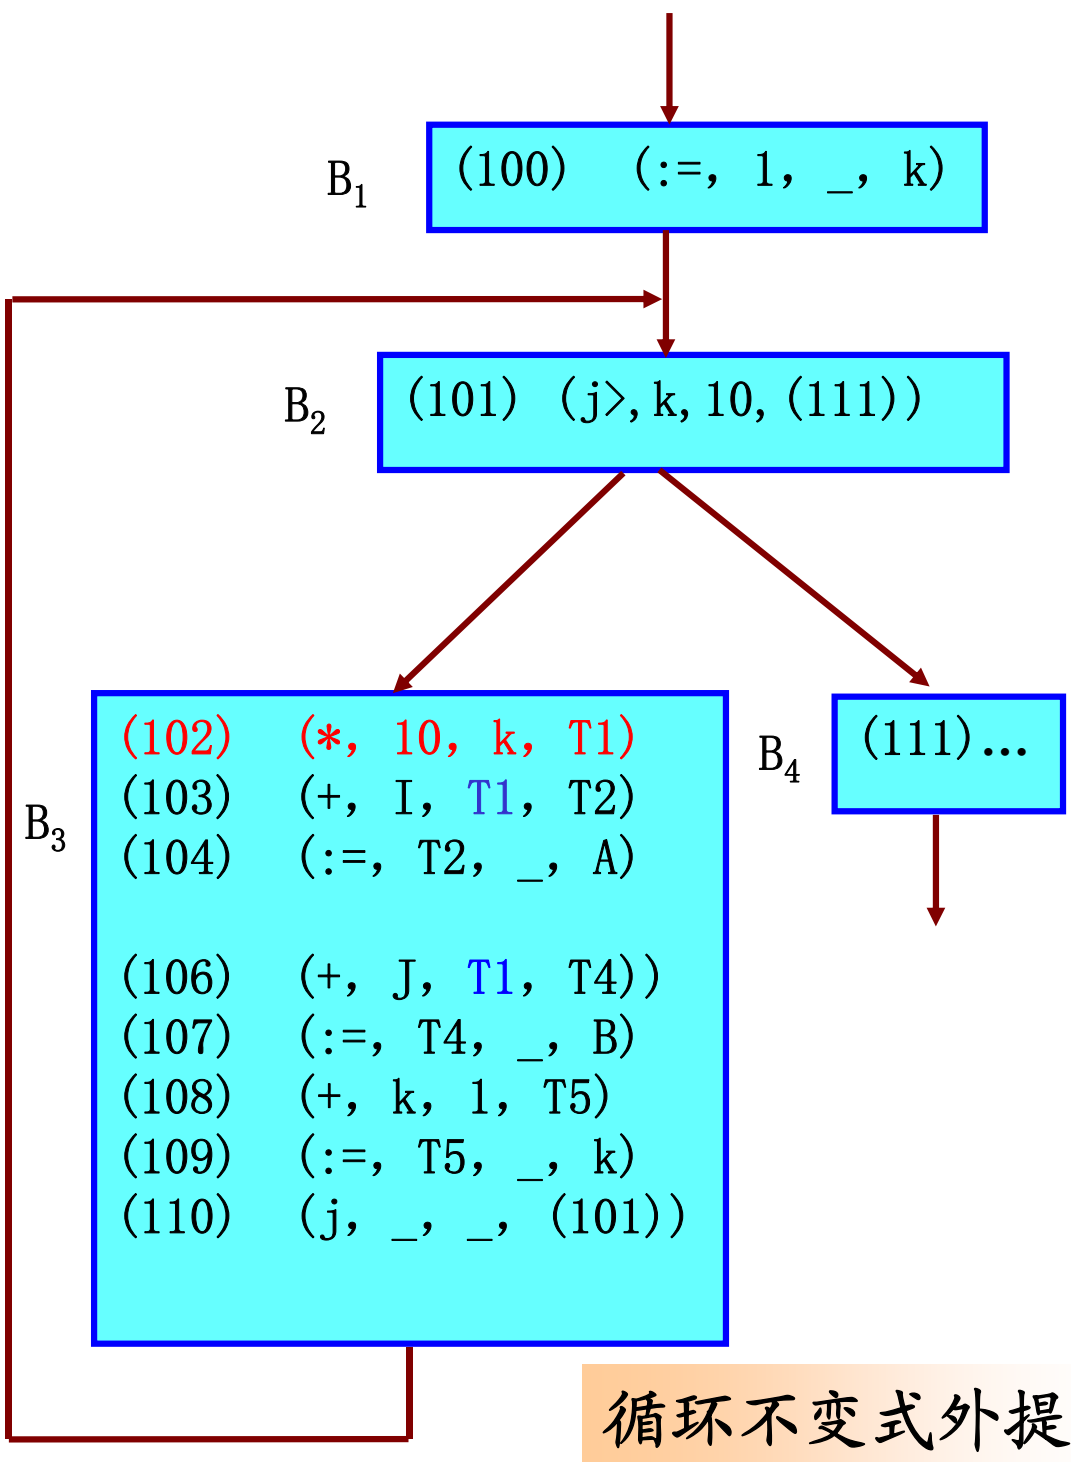 B1
(100) (:=, 1, _, k)
B2
(101) (j>,k,10,(111))
B3
(102) (*, 10, k, T1)
(103) (+, I, T1, T2)
(104) (:=, T2, _, A)
(106) (+, J, T1, T4))
(107) (:=, T4, _, B)
(108) (+, k, 1, T5)
(109) (:=, T5, _, k)
(110) (j, _, _, (101))
B4
(111)...
循环不变式外提